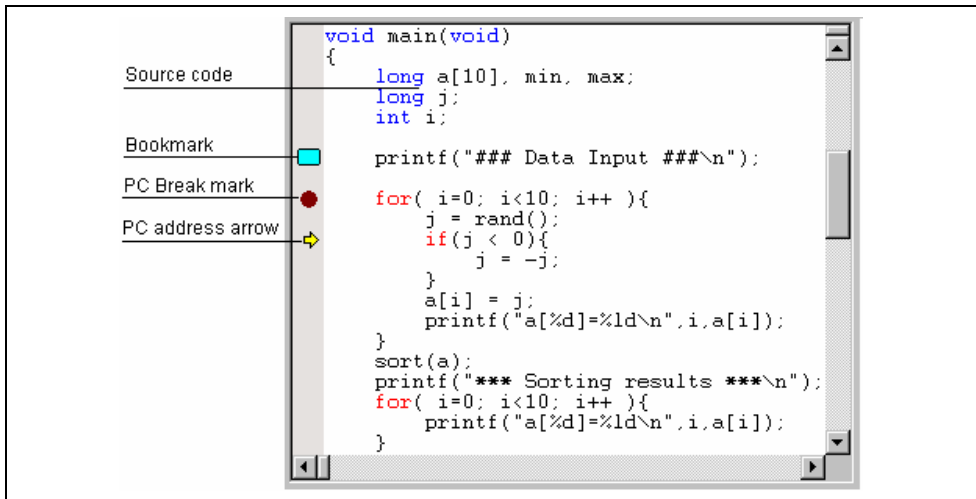 void main(void)
{
Source code
    long a[10], min, max;
    long j;
    int i;
Bookmark
    printf("### Data Input ###\n");
PC Break mark
    for( i=0; i<10; i++ ){
        j = rand();
PC address arrow
        if(j < 0){
            j = -j;
        }
        a[i] = j;
        printf("a[%d]=%ld\n",i,a[i]);
    }
    sort(a);
    printf("*** Sorting results ***\n");
    for( i=0; i<10; i++ ){
        printf("a[%d]=%ld\n",i,a[i]);
    }